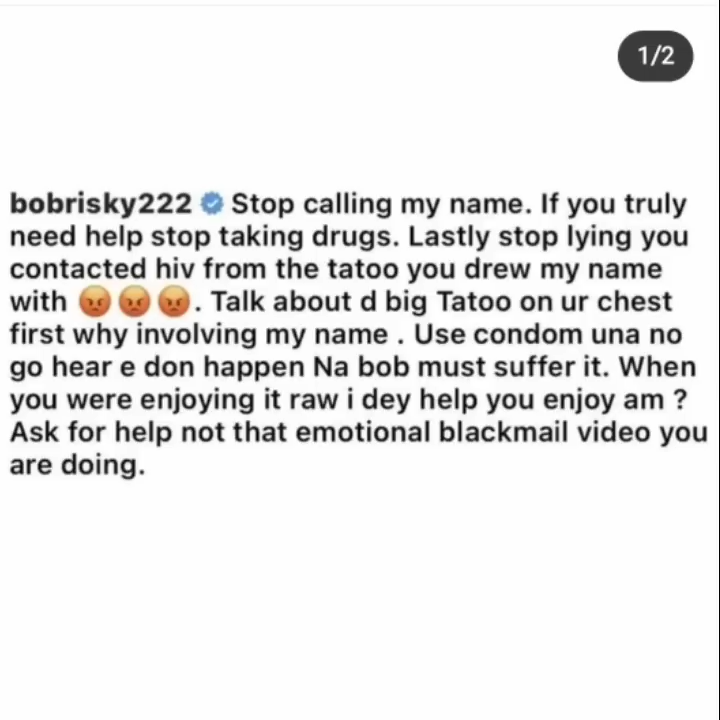 1/2
bobrisky222 Stop calling my name. If you truly
need help stop taking drugs. Lastly stop lying you
contacted hiv from the tatoo you drew my name
with 😡😡😡. Talk about d big Tatoo on ur chest
first why involving my name . Use condom una no
go hear e don happen Na bob must suffer it. When
you were enjoying it raw i dey help you enjoy am ?
Ask for help not that emotional blackmail video you
are doing.